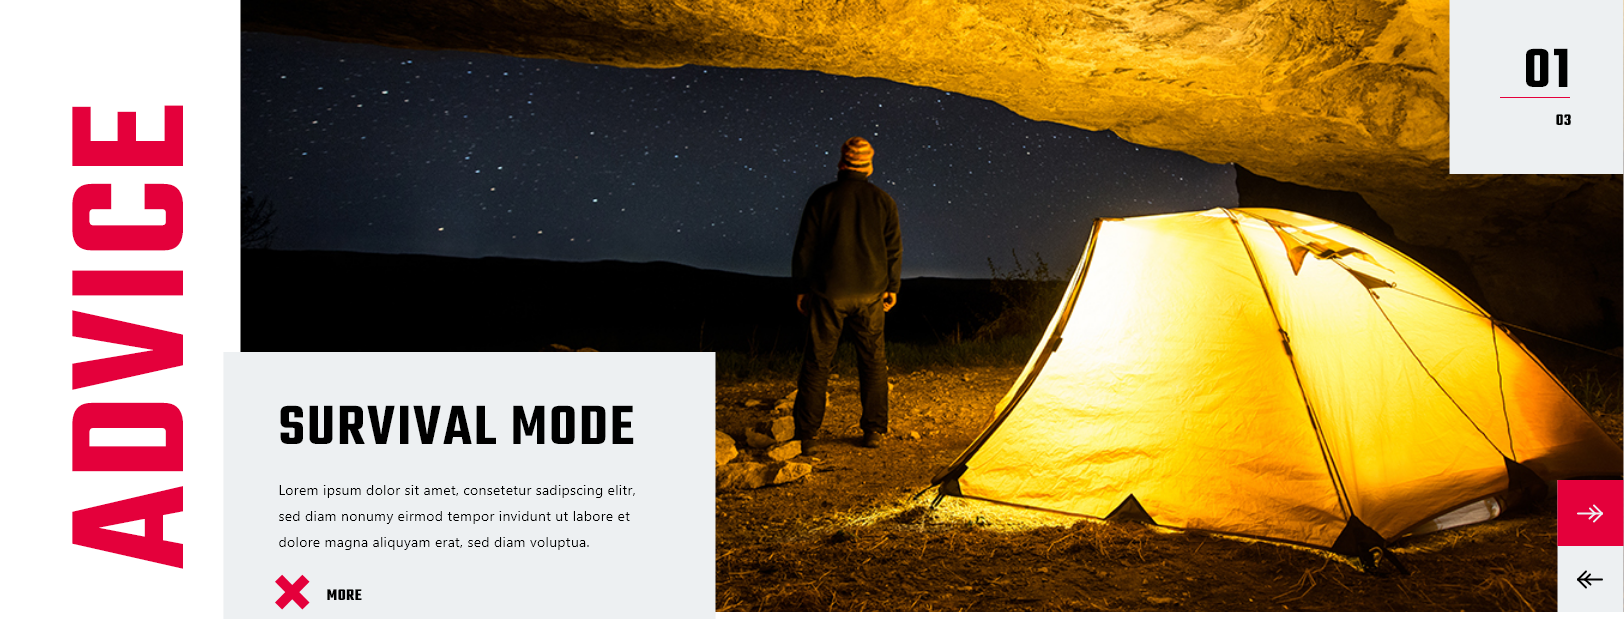 ADVICE
01
03
SURVIVAL MODE
Lorem ipsum dolor sit amet, consetetur sadipscing elitr,
sed diam nonumy eirmod tempor invidunt ut labore et
dolore magna aliquyam erat, sed diam voluptua.
MORE